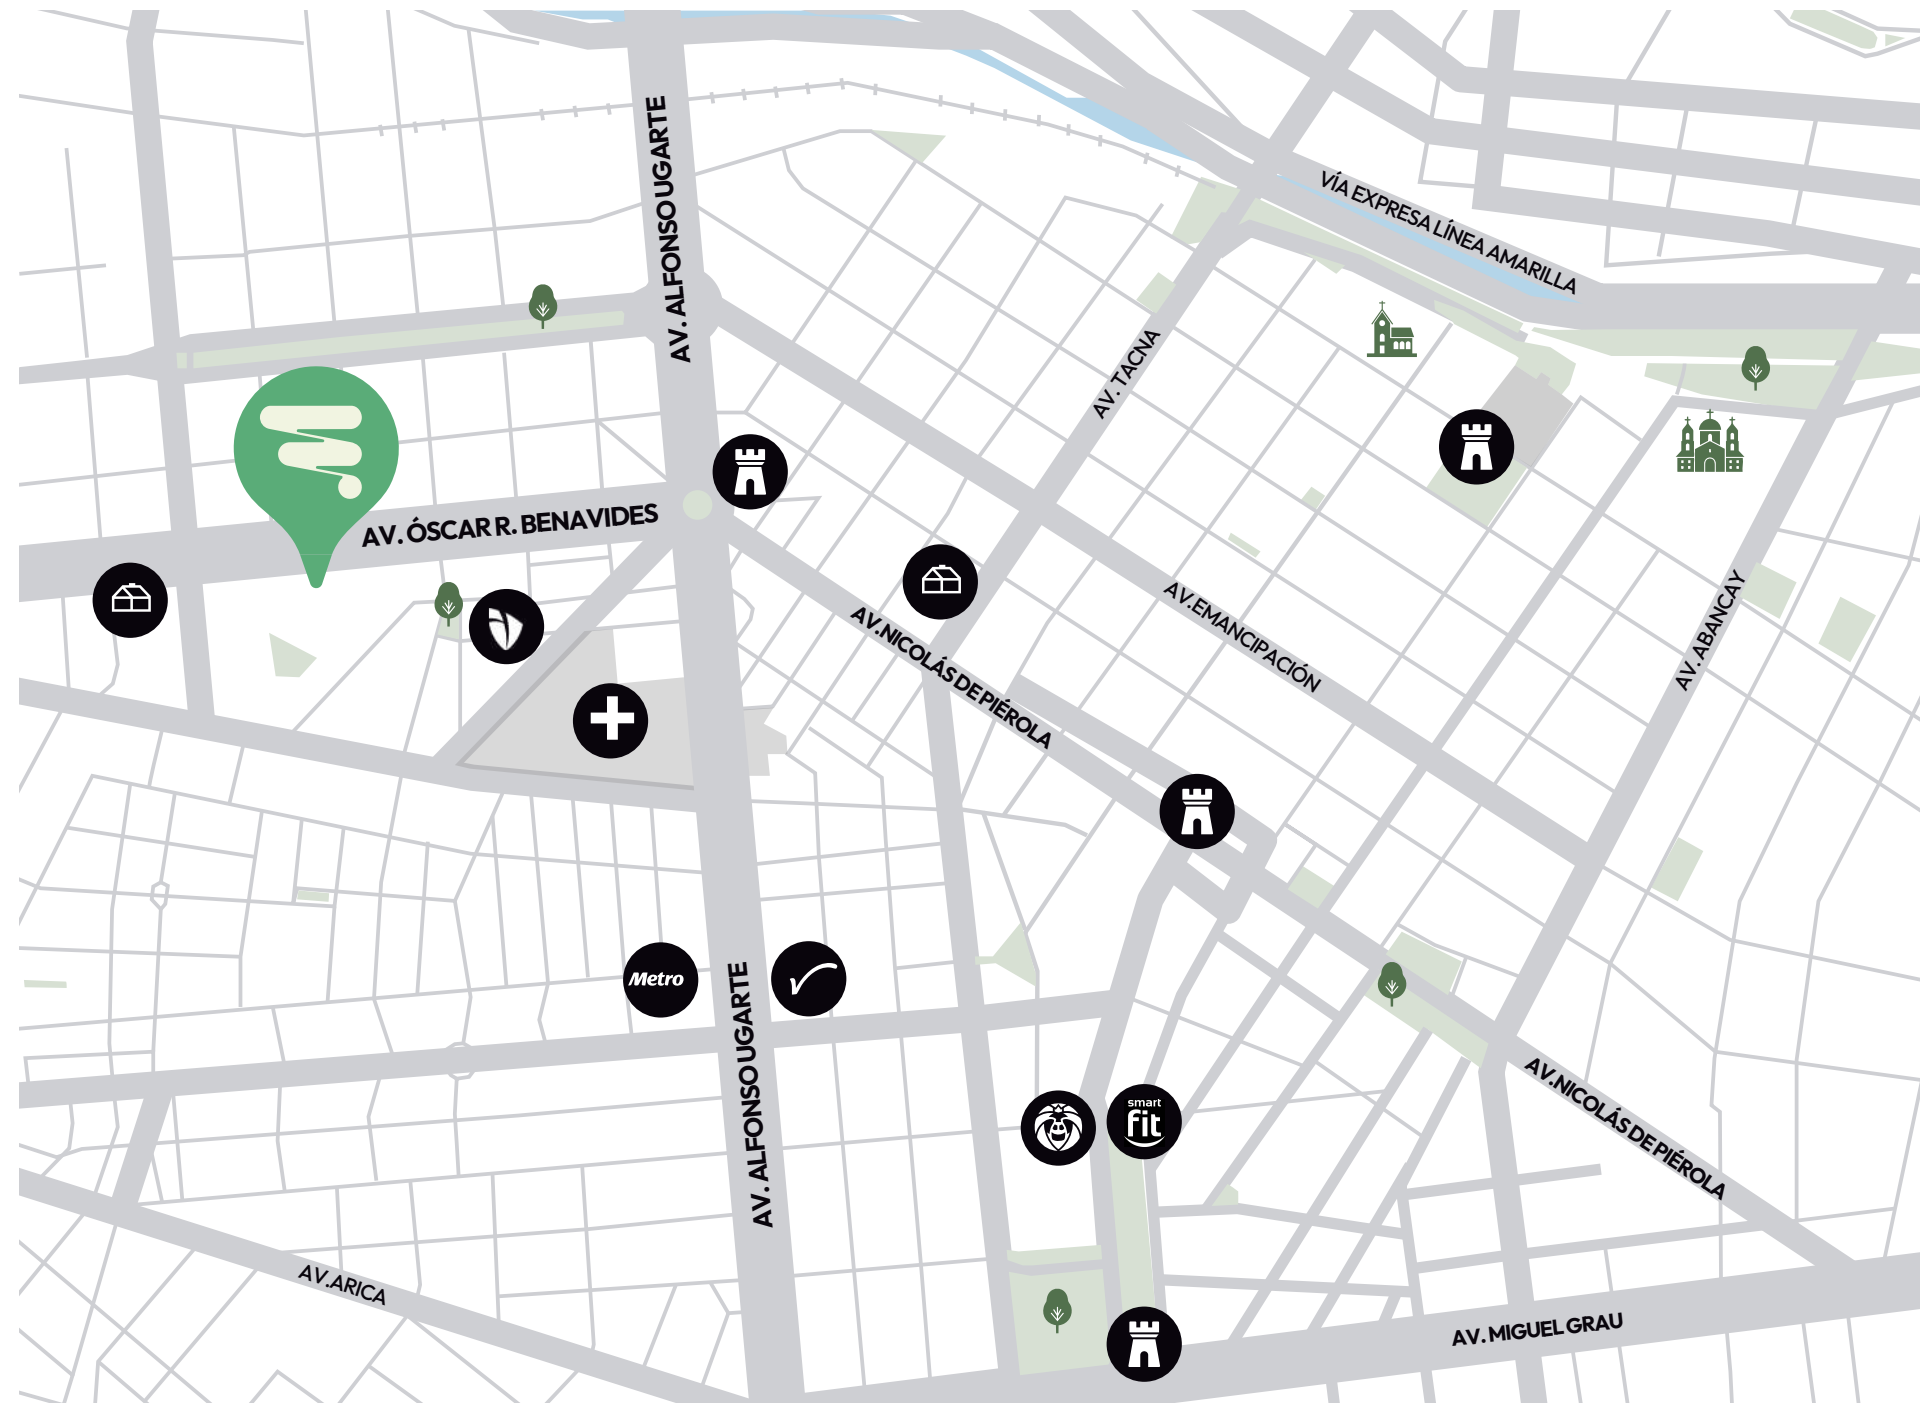 AV. ALFONSO UGARTE
VÍA EXPRESA LÍNEA AMARILLA
AV. TACNA
AV. ÓSCAR R. BENAVIDES
AV.EMANCIPACIÓN
AV. ABANCAY
AV.NICOLÁS DE PIÉROLA
Metro
AV. ALFONSO UGARTE
smart
fit
AV.NICOLÁS DE PIÉROLA
AV.ARICA
AV. MIGUEL GRAU